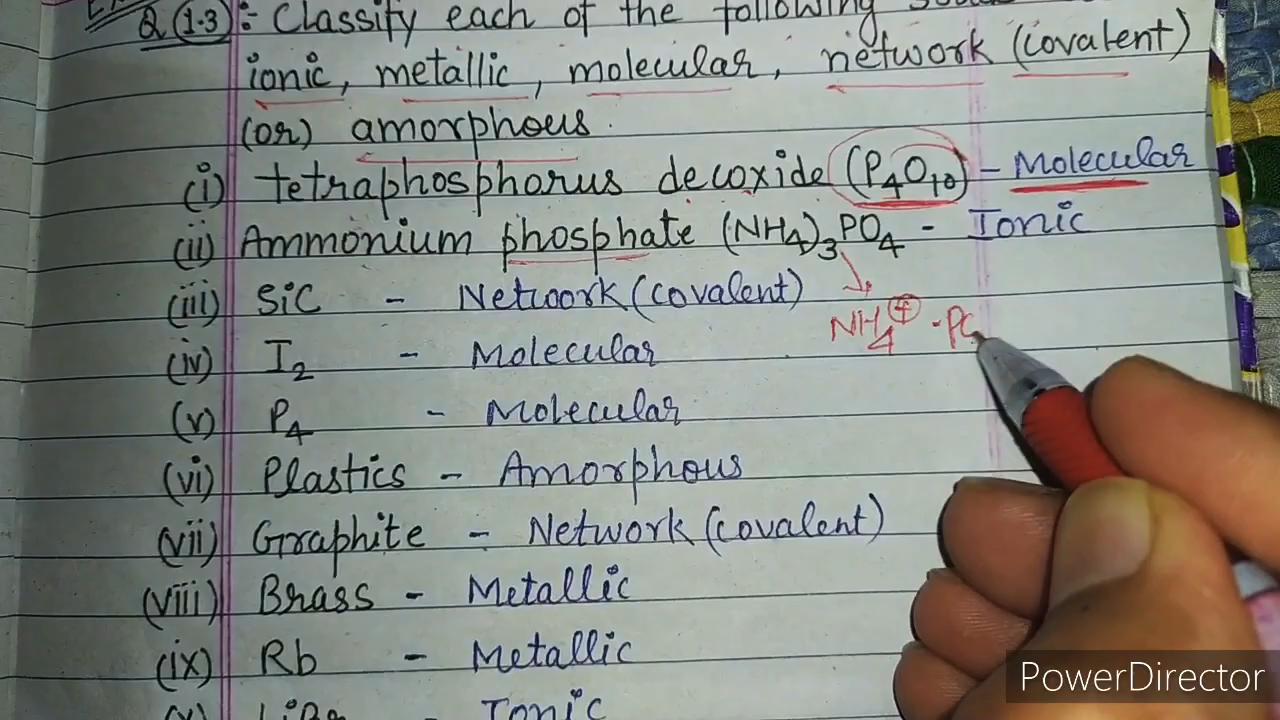 Q(1.3): Classify each of the following
ionic, metallic, molecular, network (covalent)
(or) amorphous.
(i) tetraphosphorus decoxide (P4O10) - Molecular
(ii) Ammonium phosphate (NH4)3PO4 - Ionic
(iii) SiC - Network (covalent)
NH4⊕ · PO
(iv) I2 - Molecular
(v) P4 - Molecular
(vi) Plastics - Amorphous
(vii) Graphite - Network (covalent)
(viii) Brass - Metallic
(ix) Rb - Metallic
(x) LiBr - Ionic
PowerDirector